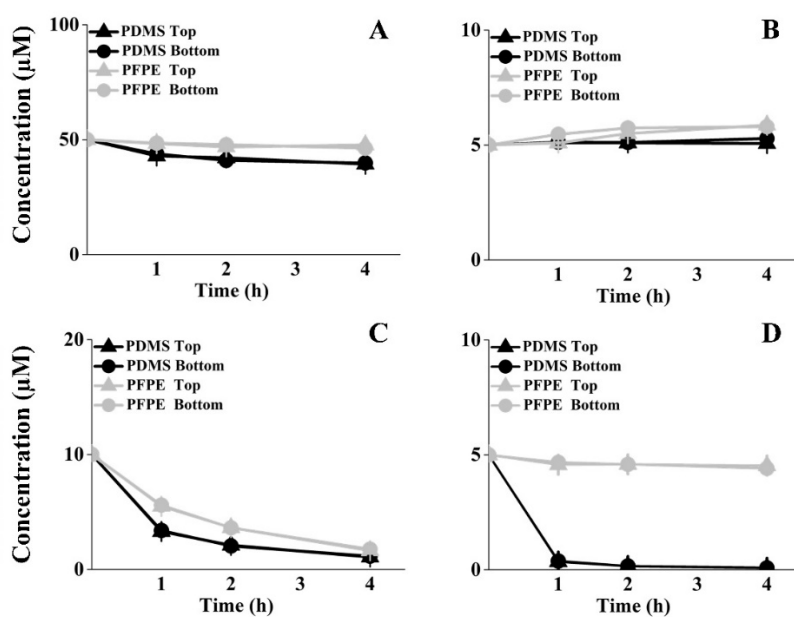 A
100
PDMS Top
PDMS Bottom
PFPE Top
PFPE Bottom
50
0
1 2 3 4
Time (h)
Concentration (µM)
B
10
PDMS Top
PDMS Bottom
PFPE Top
PFPE Bottom
5
0
1 2 3 4
Time (h)
C
20
PDMS Top
PDMS Bottom
PFPE Top
PFPE Bottom
10
0
1 2 3 4
Time (h)
Concentration (µM)
D
10
PDMS Top
PDMS Bottom
PFPE Top
PFPE Bottom
5
0
1 2 3 4
Time (h)